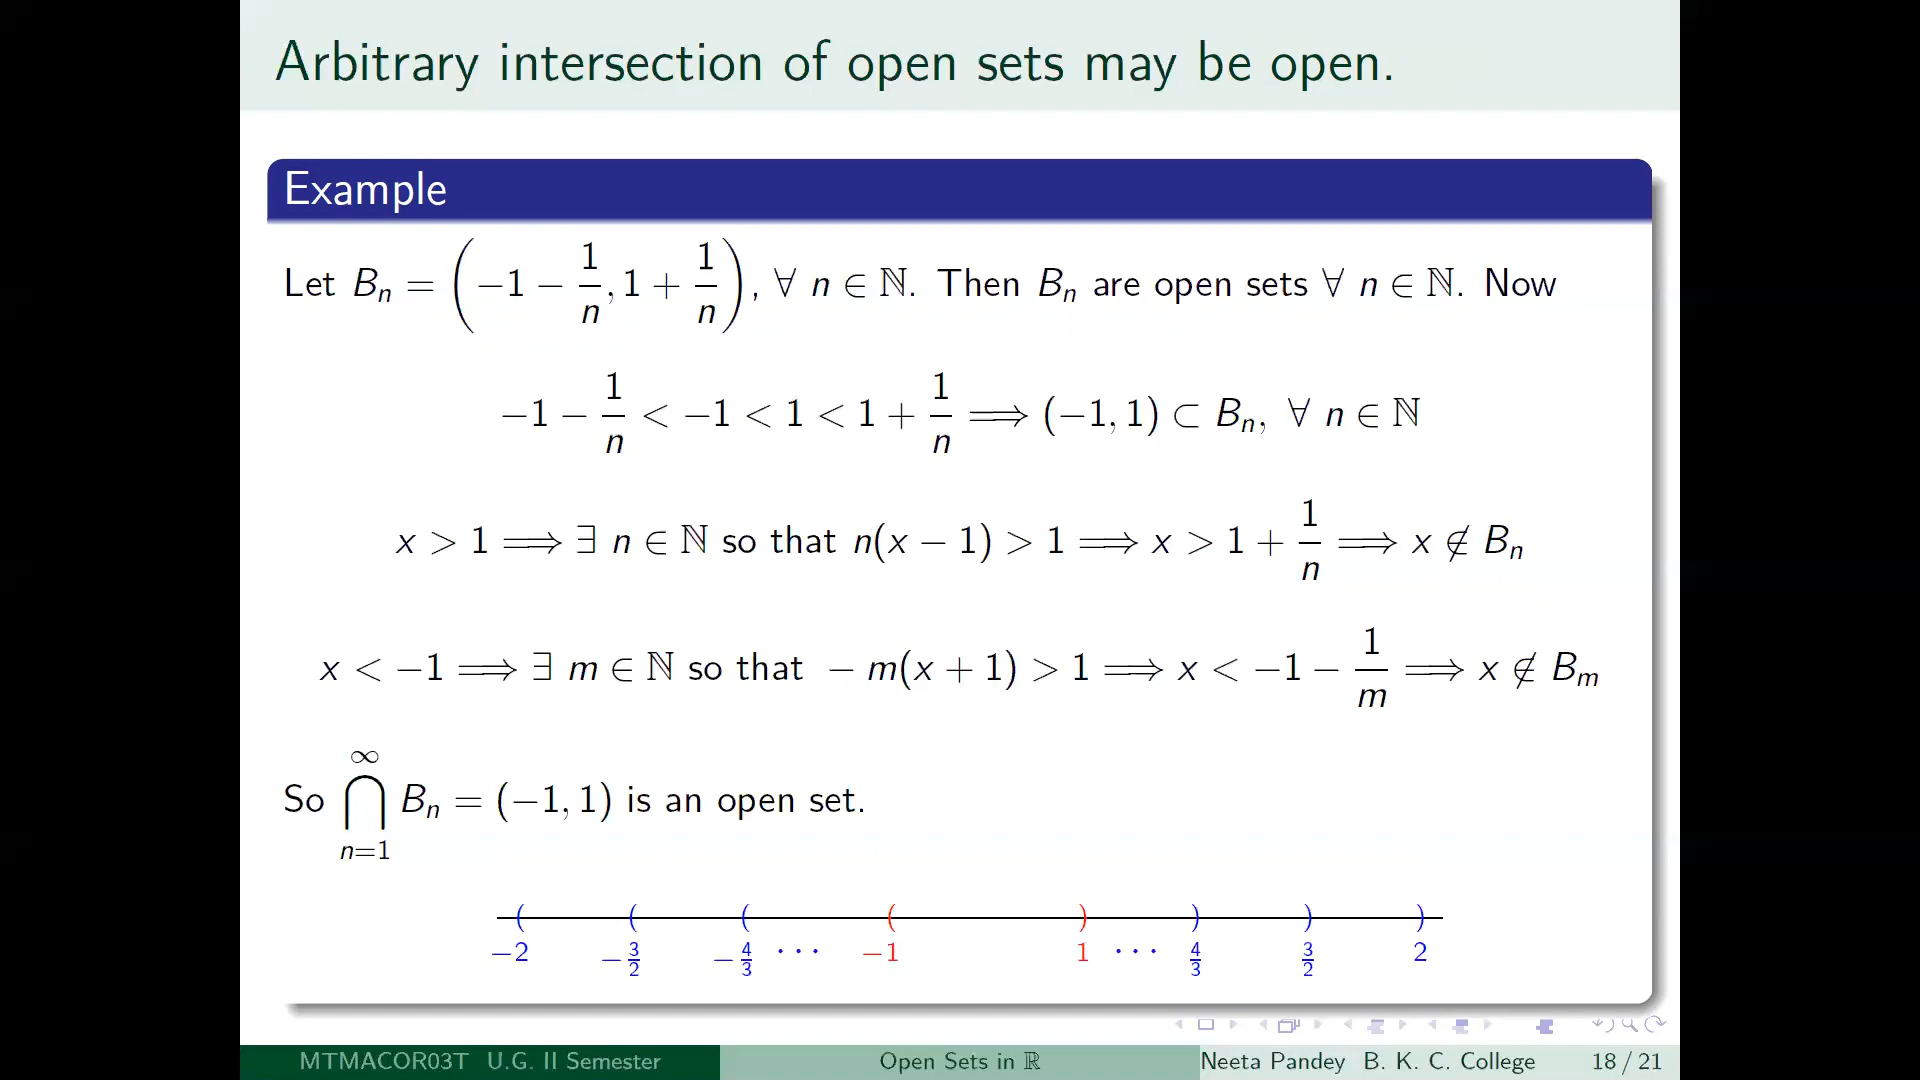 Arbitrary intersection of open sets may be open.
Example
Let Bₙ = (−1 − 1/n, 1 + 1/n), ∀ n ∈ ℕ. Then Bₙ are open sets ∀ n ∈ ℕ. Now
−1 − 1/n < −1 < 1 < 1 + 1/n ⟹ (−1, 1) ⊂ Bₙ, ∀ n ∈ ℕ
x > 1 ⟹ ∃ n ∈ ℕ so that n(x − 1) > 1 ⟹ x > 1 + 1/n ⟹ x ∉ Bₙ
x < −1 ⟹ ∃ m ∈ ℕ so that − m(x + 1) > 1 ⟹ x < −1 − 1/m ⟹ x ∉ Bₘ
So ⋂_{n=1}^{∞} Bₙ = (−1, 1) is an open set.
( ( ( ( ) ) ) )
−2 −3/2 −4/3 ··· −1 1 ··· 4/3 3/2 2
MTMACOR03T U.G. II Semester Open Sets in ℝ Neeta Pandey B. K. C. College 18 / 21